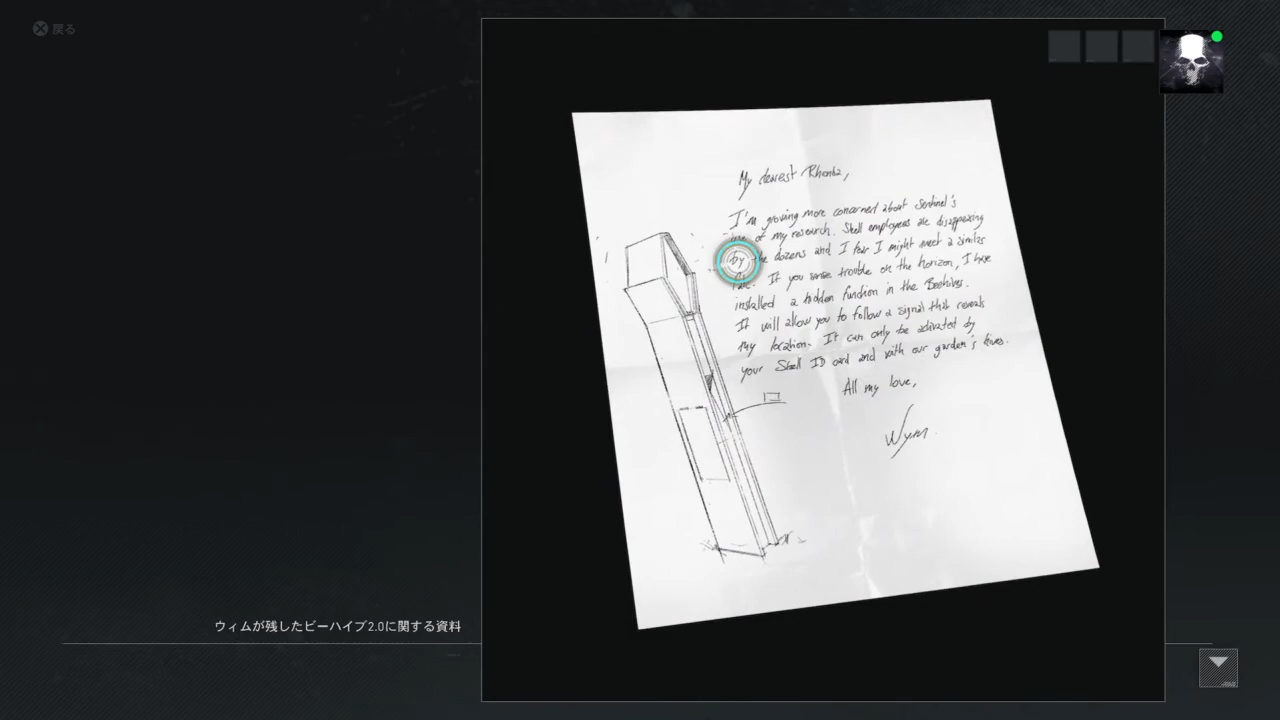 戻る
My dearest Rhonda,
I'm growing more concerned about Sentinel's
use of my research. Skell employees are disappearing
by the dozens and I fear I might meet a similar
fate. If you sense trouble on the horizon, I have
installed a hidden function in the Beehives.
It will allow you to follow a signal that reveals
my location. It can only be activated by
your Skell ID card and with our garden's hives.
All my love,
ウィムが残したビーハイブ2.0に関する資料